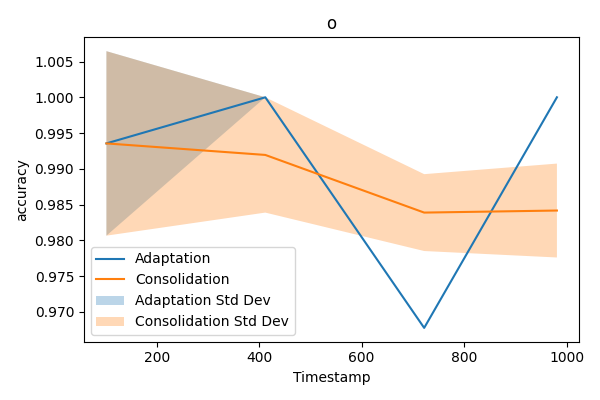 o
accuracy
1.005
1.000
0.995
0.990
0.985
0.980
0.975
0.970
Adaptation
Consolidation
Adaptation Std Dev
Consolidation Std Dev
200 400 600 800 1000
Timestamp